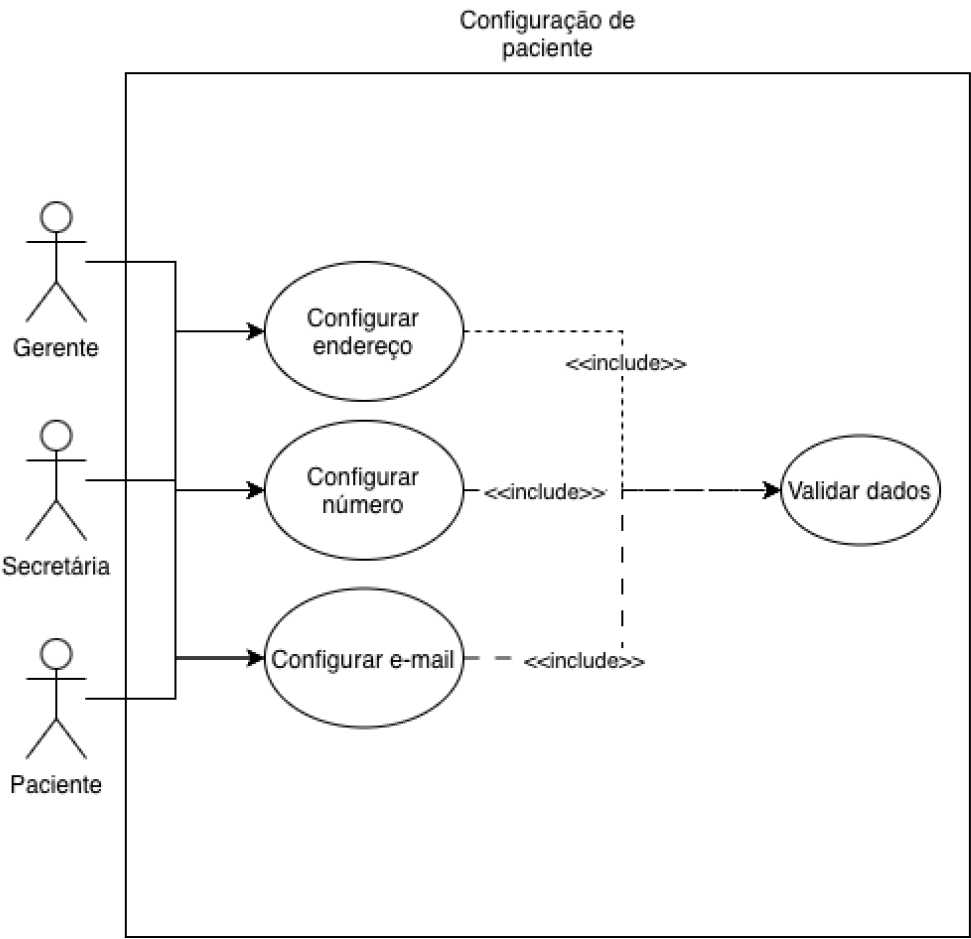 Configuração de
paciente
Gerente
Configurar
endereço
<<include>>
Secretária
Configurar
número
<<include>>
Validar dados
Paciente
Configurar e-mail
<<include>>